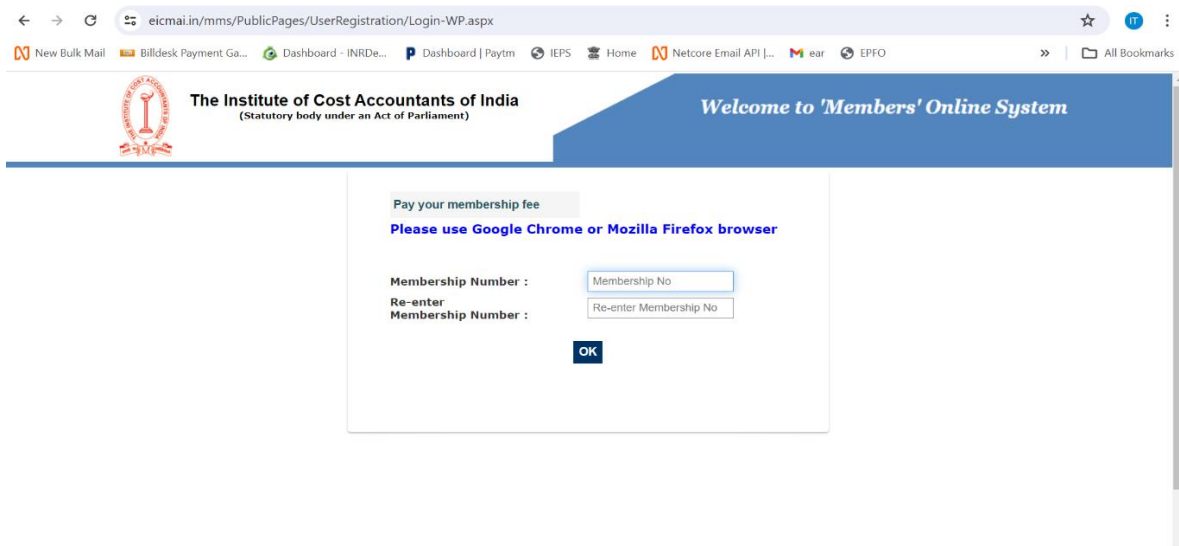 eicmai.in/mms/PublicPages/UserRegistration/Login-WP.aspx
IT
New Bulk Mail Billdesk Payment Ga... Dashboard - INRDe... Dashboard | Paytm IEPS Home Netcore Email API |... ear EPFO » All Bookmarks
The Institute of Cost Accountants of India
(Statutory body under an Act of Parliament)
Welcome to 'Members' Online System
Pay your membership fee
Please use Google Chrome or Mozilla Firefox browser
Membership Number : Membership No
Re-enter
Membership Number : Re-enter Membership No
OK